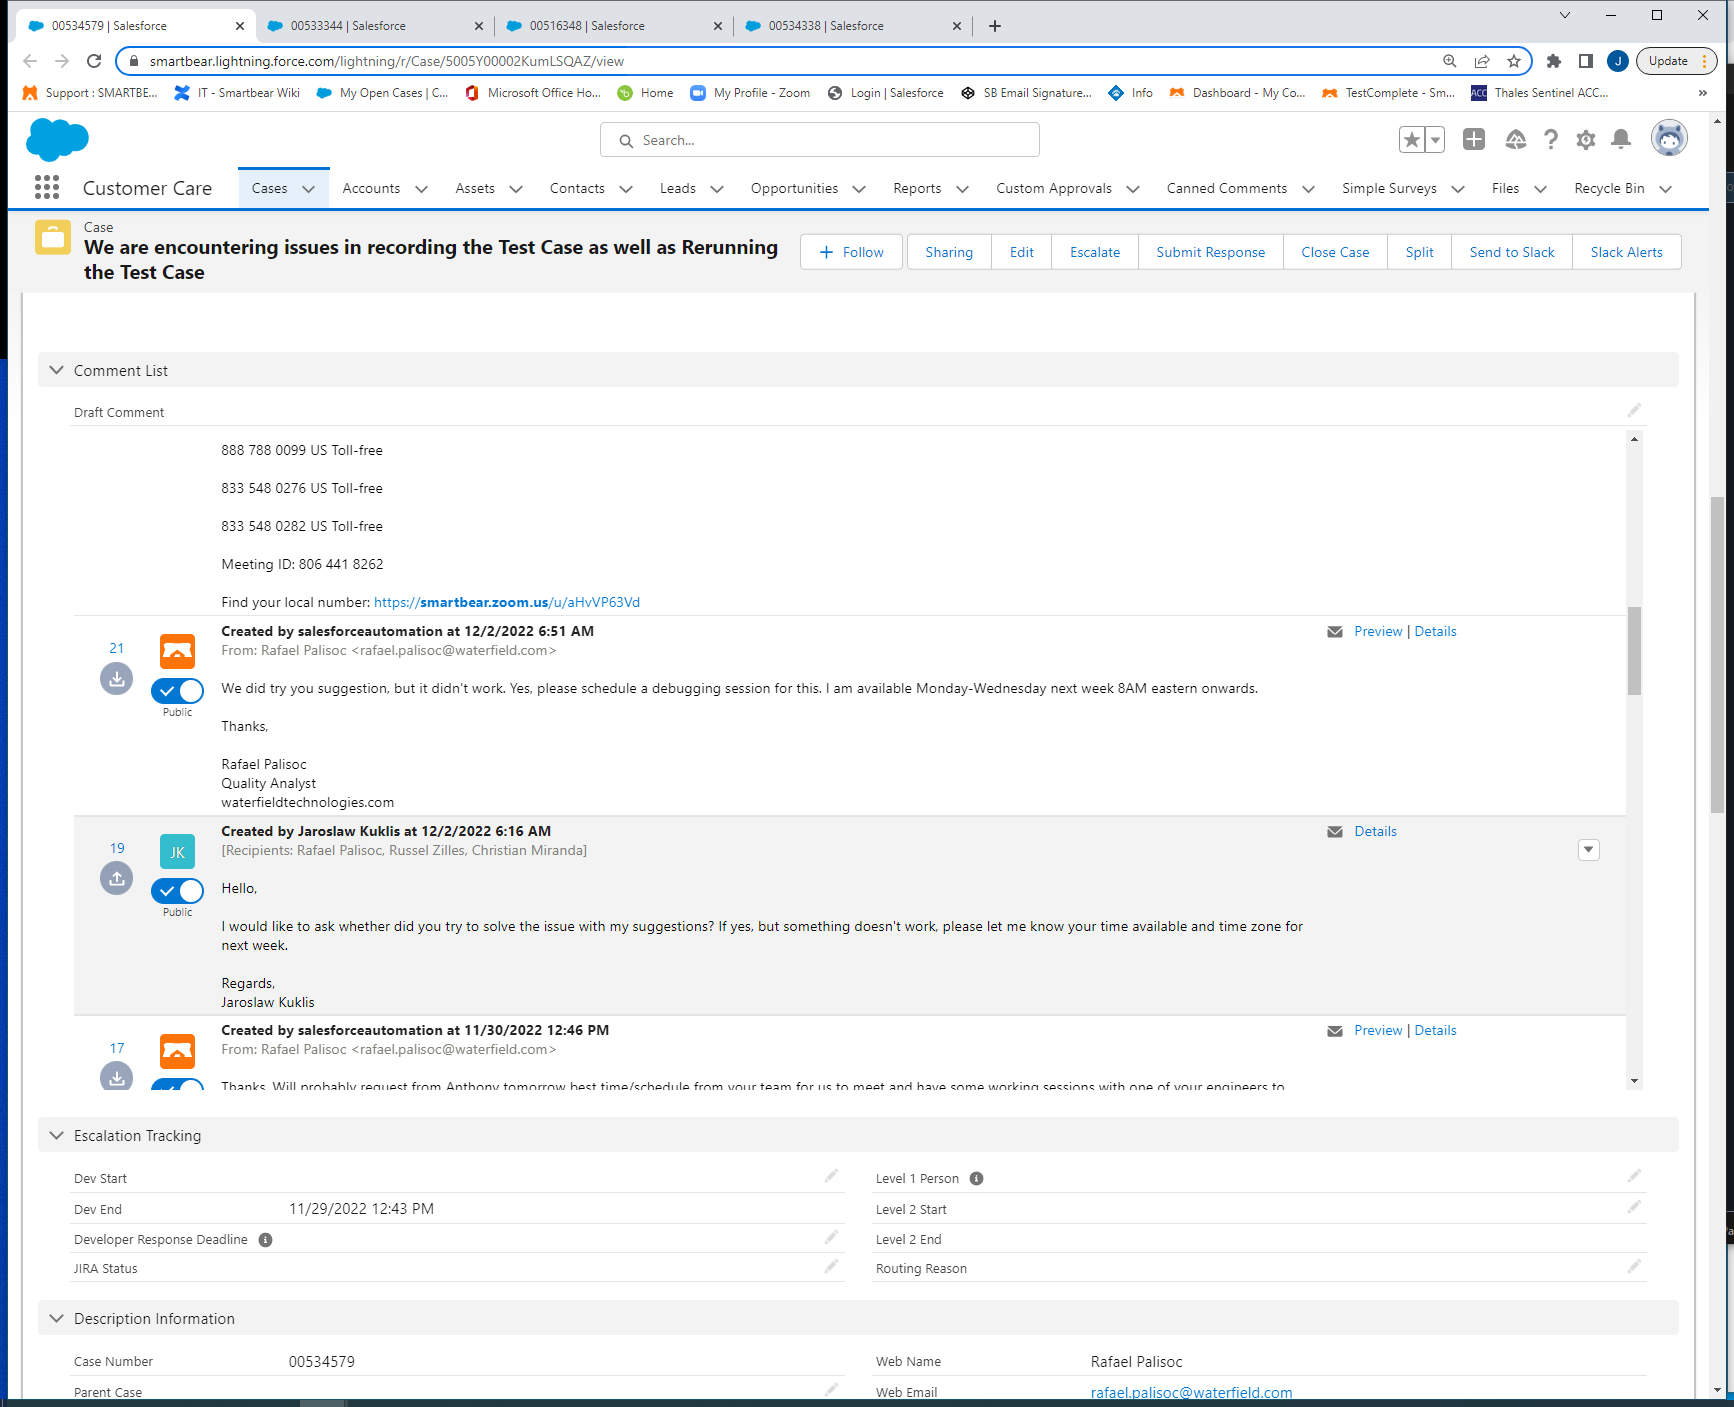 00534579 | Salesforce
00533344 | Salesforce
00516348 | Salesforce
00534338 | Salesforce
smartbear.lightning.force.com/lightning/r/Case/5005Y00002KumLSQAZ/view
J
Update
Support : SMARTBE...
IT - Smartbear Wiki
My Open Cases | C...
Microsoft Office Ho...
Home
My Profile - Zoom
Login | Salesforce
SB Email Signature...
Info
Dashboard - My Co...
TestComplete - Sm...
ACC
Thales Sentinel ACC...
Search...
Customer Care
Cases
Accounts
Assets
Contacts
Leads
Opportunities
Reports
Custom Approvals
Canned Comments
Simple Surveys
Files
Recycle Bin
Case
We are encountering issues in recording the Test Case as well as Rerunning
the Test Case
Follow
Sharing
Edit
Escalate
Submit Response
Close Case
Split
Send to Slack
Slack Alerts
Comment List
Draft Comment
888 788 0099 US Toll-free
833 548 0276 US Toll-free
833 548 0282 US Toll-free
Meeting ID: 806 441 8262
Find your local number: https://smartbear.zoom.us/u/aHvVP63Vd
21
Public
Created by salesforceautomation at 12/2/2022 6:51 AM
From: Rafael Palisoc <rafael.palisoc@waterfield.com>
Preview | Details
We did try you suggestion, but it didn't work. Yes, please schedule a debugging session for this. I am available Monday-Wednesday next week 8AM eastern onwards.
Thanks,
Rafael Palisoc
Quality Analyst
waterfieldtechnologies.com
19
JK
Public
Created by Jaroslaw Kuklis at 12/2/2022 6:16 AM
[Recipients: Rafael Palisoc, Russel Zilles, Christian Miranda]
Details
Hello,
I would like to ask whether did you try to solve the issue with my suggestions? If yes, but something doesn't work, please let me know your time available and time zone for
next week.
Regards,
Jaroslaw Kuklis
17
Created by salesforceautomation at 11/30/2022 12:46 PM
From: Rafael Palisoc <rafael.palisoc@waterfield.com>
Preview | Details
Thanks. Will probably request from Anthony tomorrow best time/schedule from your team for us to meet and have some working sessions with one of your engineers to
Escalation Tracking
Dev Start
Dev End 11/29/2022 12:43 PM
Developer Response Deadline
JIRA Status
Level 1 Person
Level 2 Start
Level 2 End
Routing Reason
Description Information
Case Number 00534579
Parent Case
Web Name Rafael Palisoc
Web Email rafael.palisoc@waterfield.com